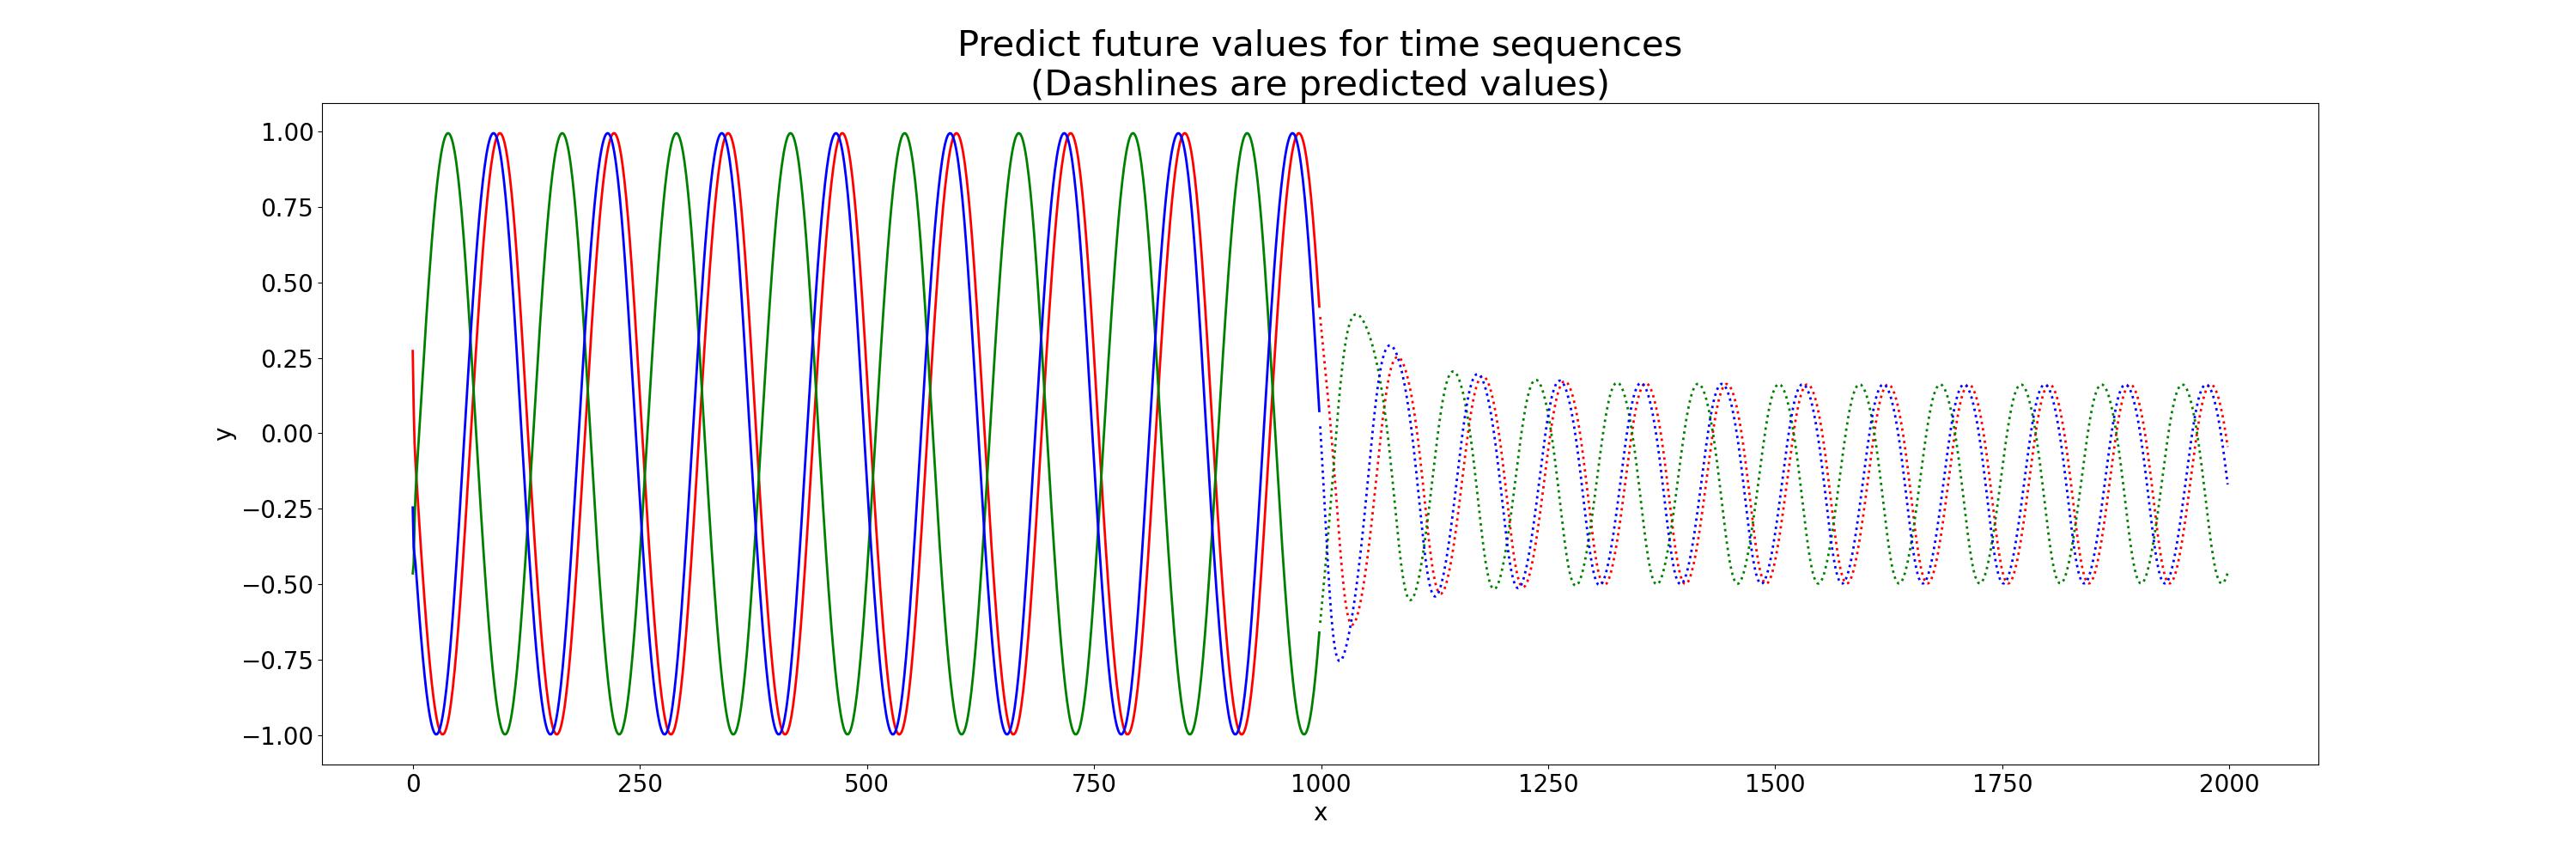 Predict future values for time sequences
(Dashlines are predicted values)
1.00
0.75
0.50
0.25
0.00
−0.25
−0.50
−0.75
−1.00
y
0 250 500 750 1000 1250 1500 1750 2000
x